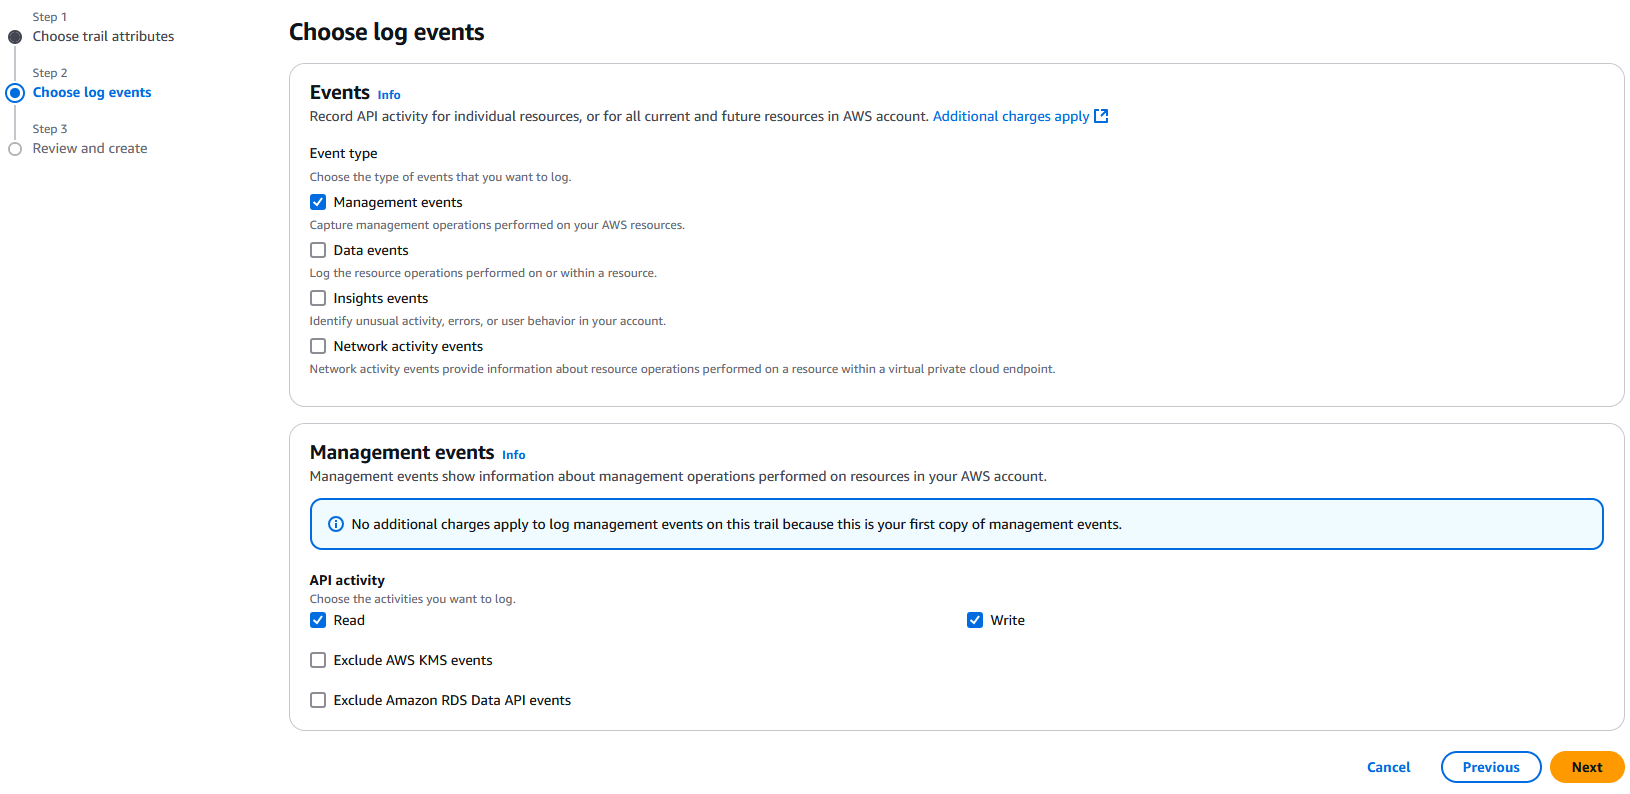 Step 1
Choose trail attributes
Step 2
Choose log events
Step 3
Review and create
Choose log events
Events Info
Record API activity for individual resources, or for all current and future resources in AWS account. Additional charges apply
Event type
Choose the type of events that you want to log.
Management events
Capture management operations performed on your AWS resources.
Data events
Log the resource operations performed on or within a resource.
Insights events
Identify unusual activity, errors, or user behavior in your account.
Network activity events
Network activity events provide information about resource operations performed on a resource within a virtual private cloud endpoint.
Management events Info
Management events show information about management operations performed on resources in your AWS account.
No additional charges apply to log management events on this trail because this is your first copy of management events.
API activity
Choose the activities you want to log.
Read Write
Exclude AWS KMS events
Exclude Amazon RDS Data API events
Cancel Previous Next